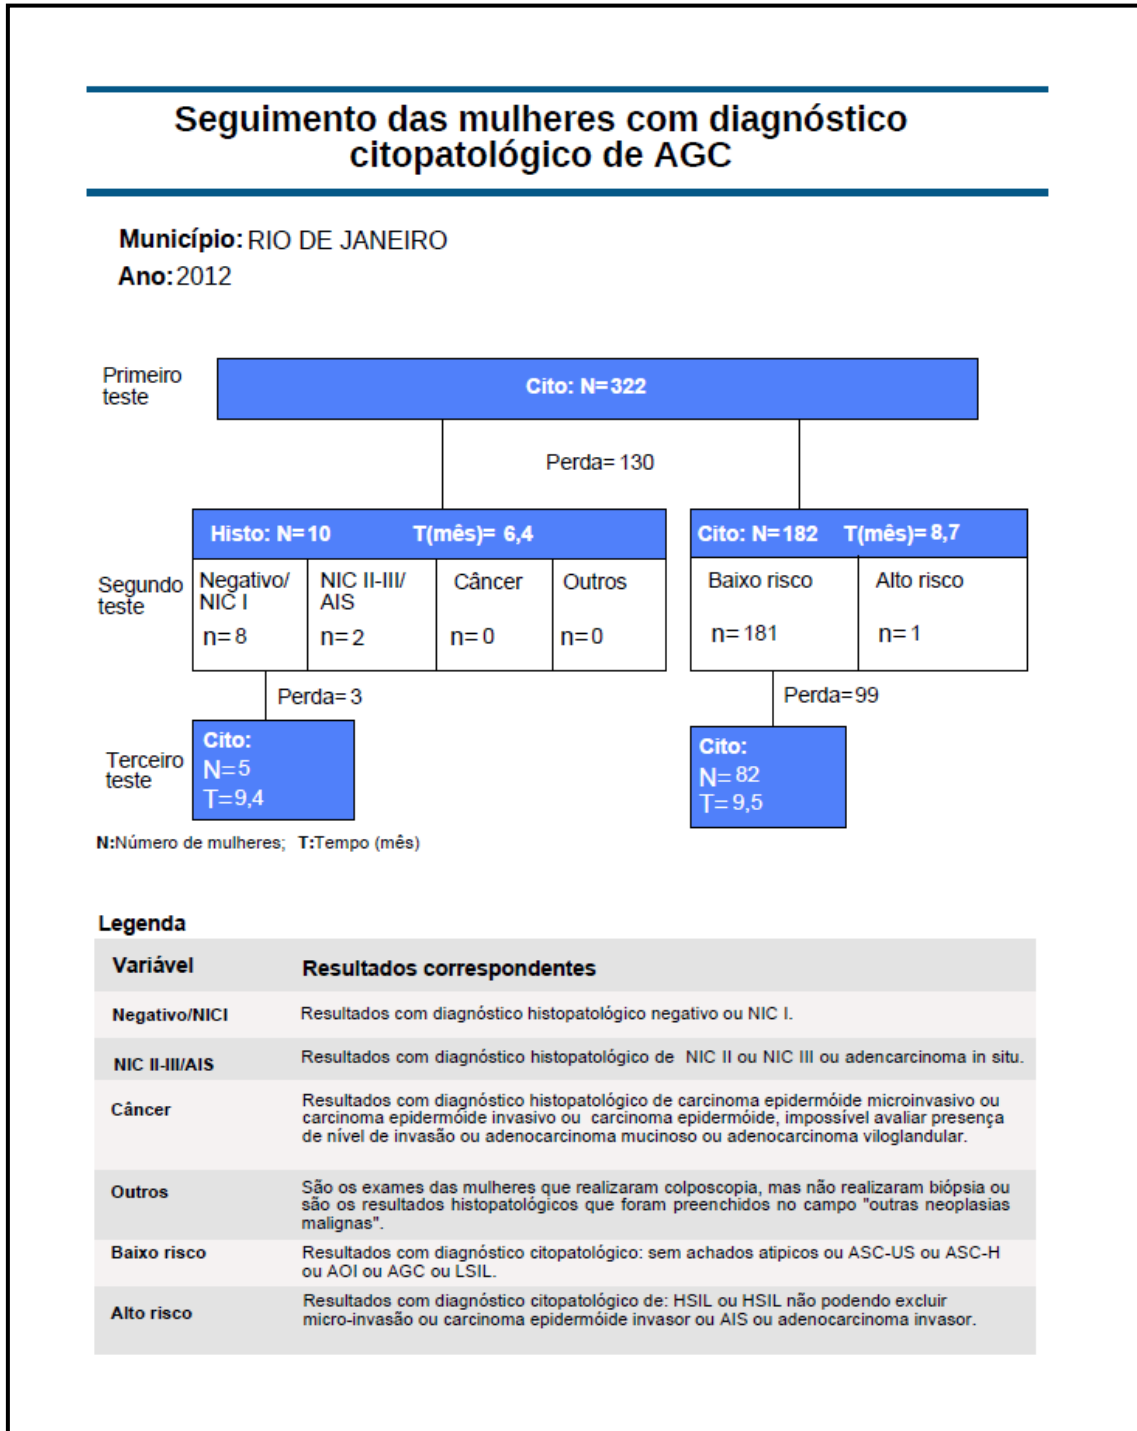 Seguimento das mulheres com diagnóstico
citopatológico de AGC
Município: RIO DE JANEIRO
Ano: 2012
Primeiro
teste
Cito: N=322
Perda= 130
Segundo
teste
Histo: N=10 T(mês)= 6,4
Negativo/
NIC I
n=8
NIC II-III/
AIS
n=2
Câncer
n=0
Outros
n=0
Cito: N=182 T(mês)=8,7
Baixo risco
n=181
Alto risco
n=1
Perda=3
Perda=99
Terceiro
teste
Cito:
N=5
T=9,4
Cito:
N=82
T=9,5
N:Número de mulheres; T:Tempo (mês)
Legenda
Variável Resultados correspondentes
Negativo/NICI Resultados com diagnóstico histopatológico negativo ou NIC I.
NIC II-III/AIS Resultados com diagnóstico histopatológico de NIC II ou NIC III ou adencarcinoma in situ.
Câncer Resultados com diagnóstico histopatológico de carcinoma epidermóide microinvasivo ou
carcinoma epidermóide invasivo ou carcinoma epidermóide, impossível avaliar presença
de nível de invasão ou adenocarcinoma mucinoso ou adenocarcinoma viloglandular.
Outros São os exames das mulheres que realizaram colposcopia, mas não realizaram biópsia ou
são os resultados histopatológicos que foram preenchidos no campo "outras neoplasias
malignas".
Baixo risco Resultados com diagnóstico citopatológico: sem achados atipicos ou ASC-US ou ASC-H
ou AOI ou AGC ou LSIL.
Alto risco Resultados com diagnóstico citopatológico de: HSIL ou HSIL não podendo excluir
micro-invasão ou carcinoma epidermóide invasor ou AIS ou adenocarcinoma invasor.